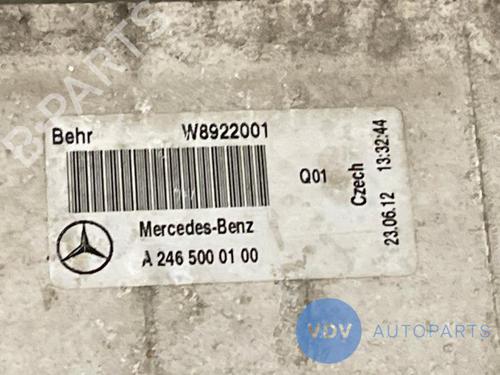 Behr W8922001
Q01
Czech
23.06.12 13:32:44
Mercedes-Benz
A 246 500 01 00
B-PARTS
VDV AUTOPARTS